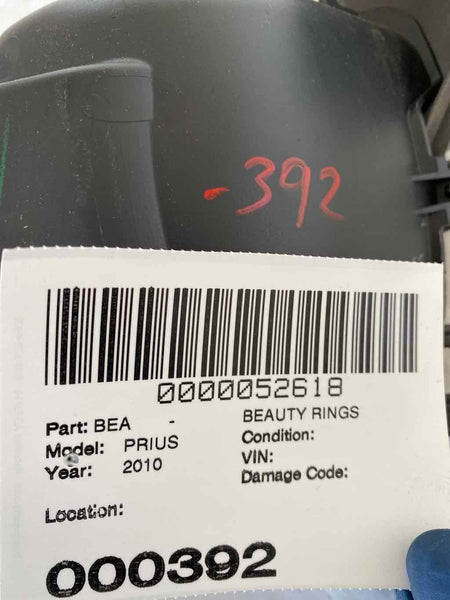 -392
0000052618
Part: BEA - BEAUTY RINGS
Model: PRIUS Condition:
Year: 2010 VIN:
Damage Code:
Location:
000392